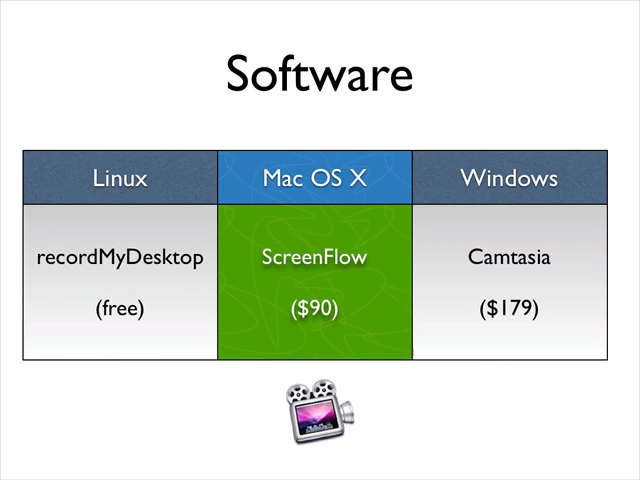 Software
Linux Mac OS X Windows
recordMyDesktop ScreenFlow Camtasia
(free) ($90) ($179)